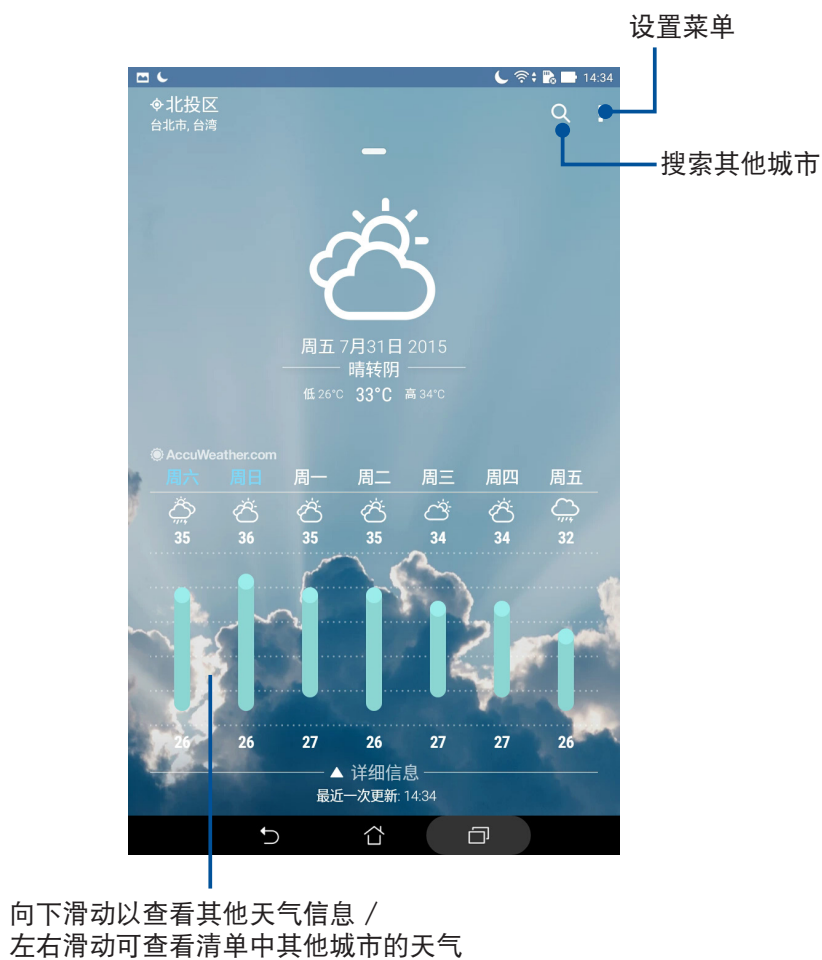 设置菜单
14:34
北投区
台北市, 台湾
搜索其他城市
周五 7月31日 2015
晴转阴
低 26°C 33°C 高 34°C
AccuWeather.com
周六 周日 周一 周二 周三 周四 周五
35 36 35 35 34 34 32
26 26 27 26 27 27 26
详细信息
最近一次更新: 14:34
向下滑动以查看其他天气信息 /
左右滑动可查看清单中其他城市的天气